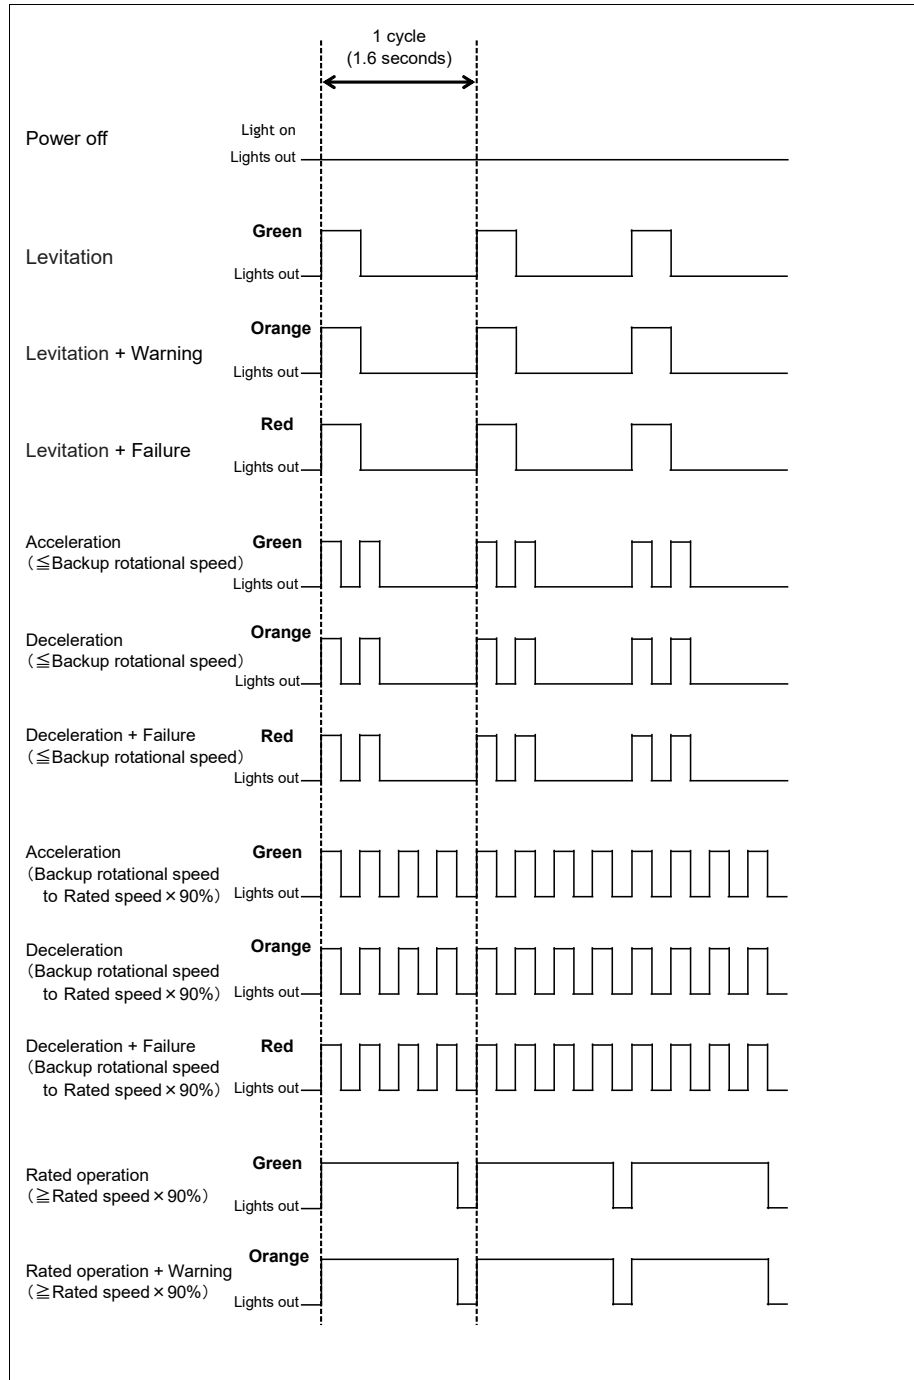 1 cycle
(1.6 seconds)
Power off
Light on
Lights out
Levitation
Green
Lights out
Levitation + Warning
Orange
Lights out
Levitation + Failure
Red
Lights out
Acceleration
（≦Backup rotational speed）
Green
Lights out
Deceleration
（≦Backup rotational speed）
Orange
Lights out
Deceleration + Failure
（≦Backup rotational speed）
Red
Lights out
Acceleration
（Backup rotational speed
to Rated speed×90%）
Green
Lights out
Deceleration
（Backup rotational speed
to Rated speed×90%）
Orange
Lights out
Deceleration + Failure
（Backup rotational speed
to Rated speed×90%）
Red
Lights out
Rated operation
（≧Rated speed×90%）
Green
Lights out
Rated operation + Warning
（≧Rated speed×90%）
Orange
Lights out